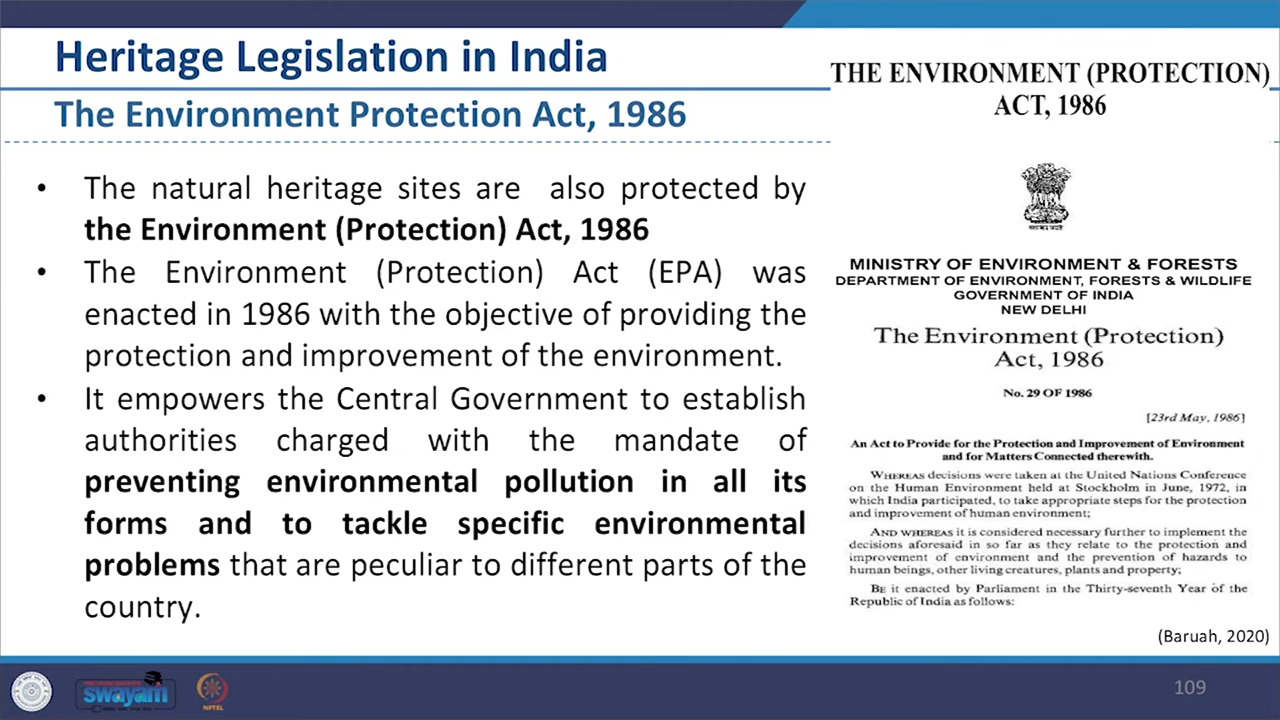 Heritage Legislation in India
The Environment Protection Act, 1986
• The natural heritage sites are also protected by
the Environment (Protection) Act, 1986
• The Environment (Protection) Act (EPA) was
enacted in 1986 with the objective of providing the
protection and improvement of the environment.
• It empowers the Central Government to establish
authorities charged with the mandate of
preventing environmental pollution in all its
forms and to tackle specific environmental
problems that are peculiar to different parts of the
country.
THE ENVIRONMENT (PROTECTION)
ACT, 1986
MINISTRY OF ENVIRONMENT & FORESTS
DEPARTMENT OF ENVIRONMENT, FORESTS & WILDLIFE
GOVERNMENT OF INDIA
NEW DELHI
The Environment (Protection)
Act, 1986
No. 29 OF 1986
[23rd May, 1986]
An Act to Provide for the Protection and Improvement of Environment
and for Matters Connected therewith.
WHEREAS decisions were taken at the United Nations Conference
on the Human Environment held at Stockholm in June, 1972, in
which India participated, to take appropriate steps for the protection
and improvement of human environment;
AND WHEREAS it is considered necessary further to implement the
decisions aforesaid in so far as they relate to the protection and
improvement of environment and the prevention of hazards to
human beings, other living creatures, plants and property;
BE it enacted by Parliament in the Thirty-seventh Year of the
Republic of India as follows:
(Baruah, 2020)
swayam
NPTEL
109